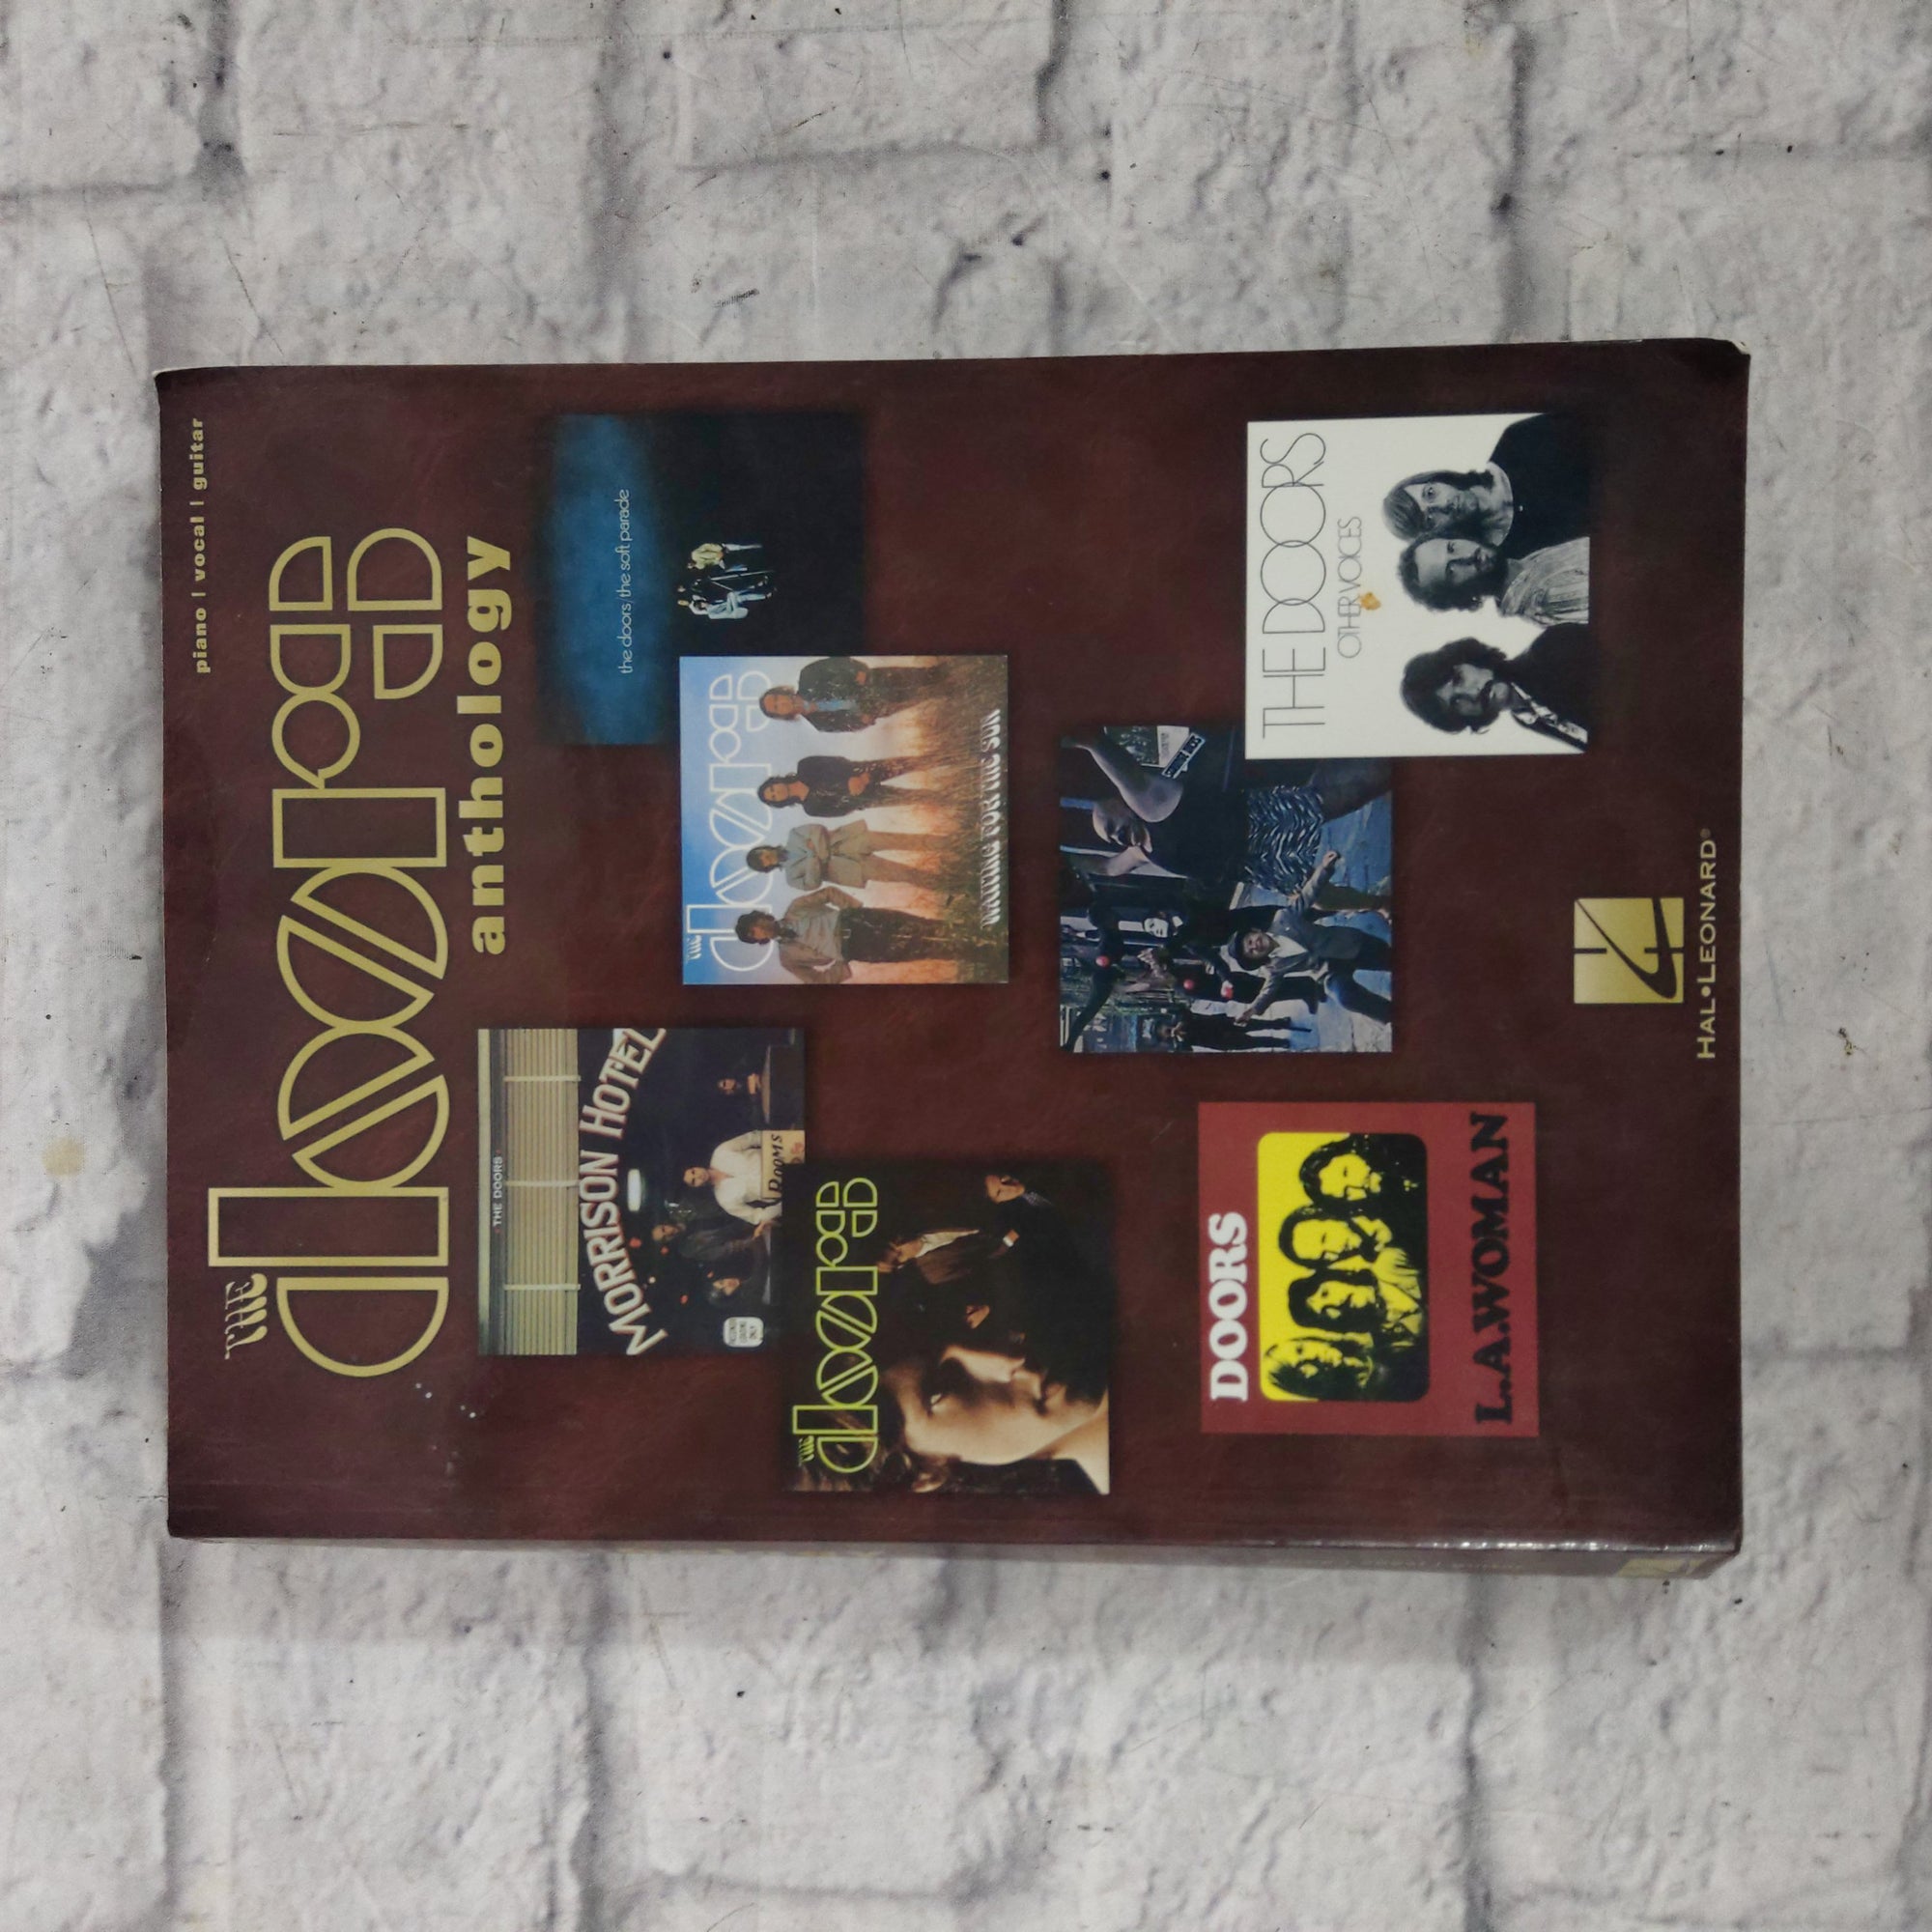 piano | vocal | guitar
THE
doors
anthology
the doors/the soft parade
THE DOORS
MORRISON HOTEL
ROOMS
THE
doors
WAITING FOR THE SUN
THE
doors
THE DOORS
OTHER VOICES
DOORS
L.A.WOMAN
HAL•LEONARD®